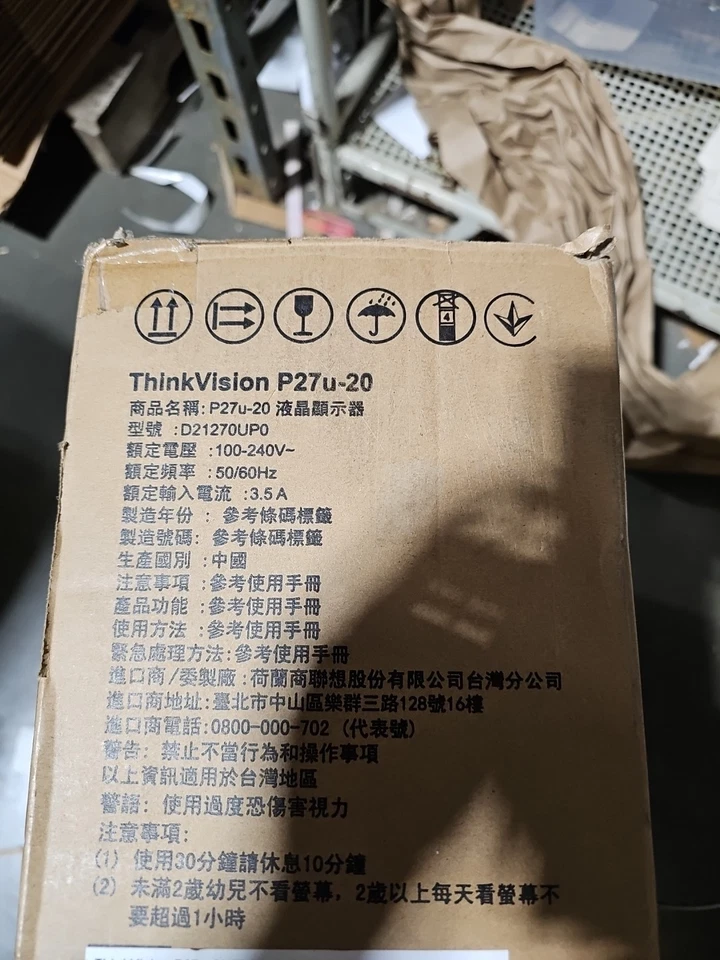 4
ThinkVision P27u-20
商品名稱: P27u-20 液晶顯示器
型號 :D21270UP0
額定電壓 :100-240V~
額定頻率 :50/60Hz
額定輸入電流 :3.5 A
製造年份 : 參考條碼標籤
製造號碼: 參考條碼標籤
生產國別 :中國
注意事項 :參考使用手冊
產品功能 :參考使用手冊
使用方法 :參考使用手冊
緊急處理方法:參考使用手冊
進口商/委製廠 :荷蘭商聯想股份有限公司台灣分公司
進口商地址:臺北市中山區樂群三路128號16樓
進口商電話:0800-000-702 (代表號)
警告: 禁止不當行為和操作事項
以上資訊適用於台灣地區
警語: 使用過度恐傷害視力
注意事項:
(1) 使用30分鐘請休息10分鐘
(2) 未滿2歲幼兒不看螢幕，2歲以上每天看螢幕不
要超過1小時